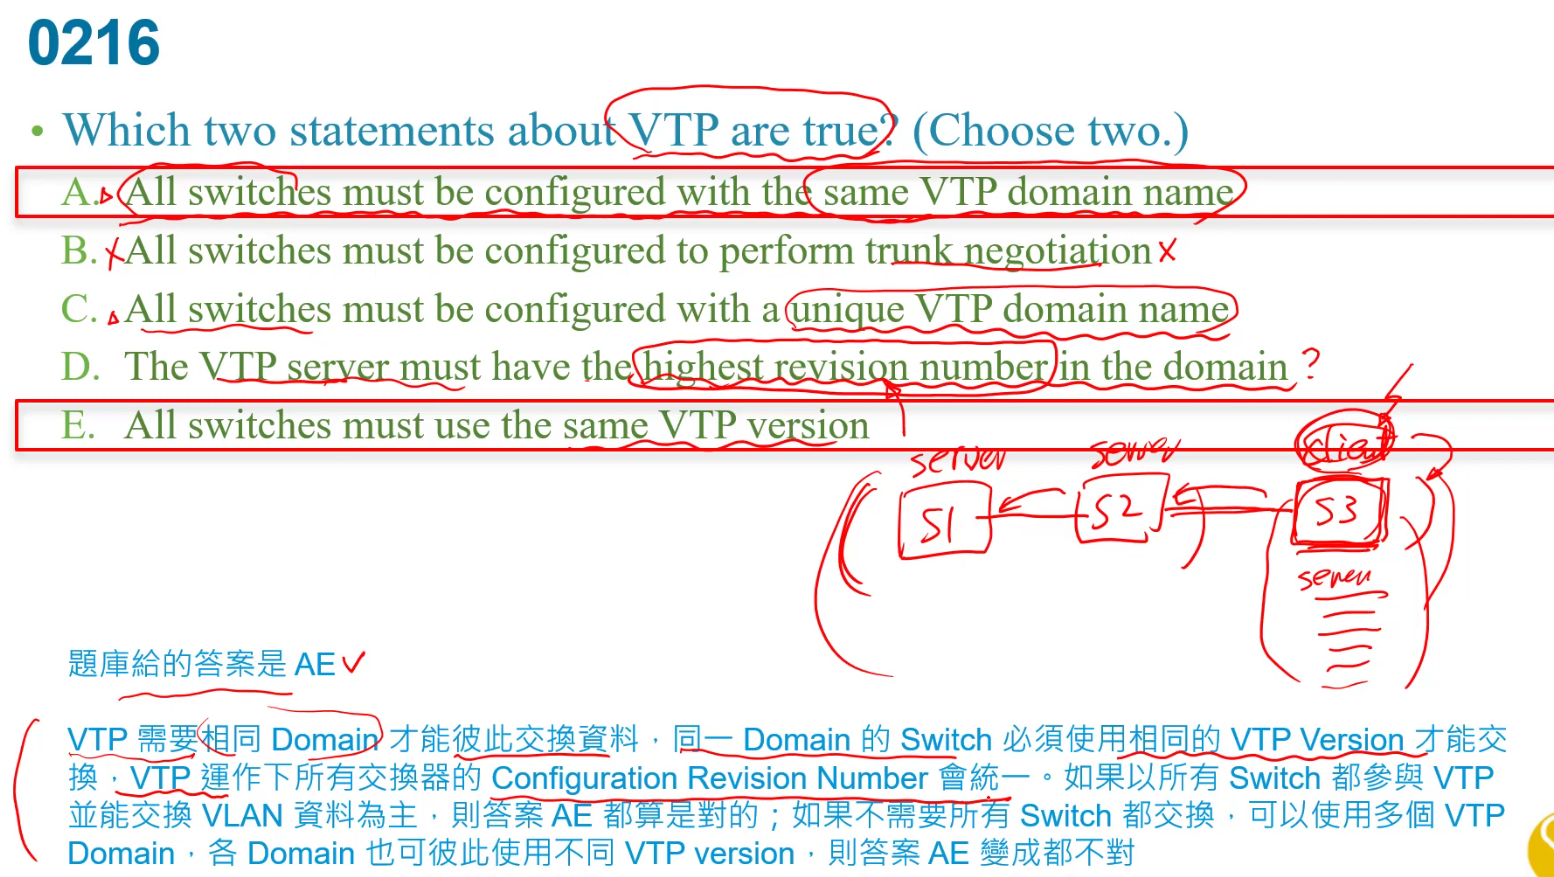 0216
• Which two statements about VTP are true? (Choose two.)
A. All switches must be configured with the same VTP domain name
B. All switches must be configured to perform trunk negotiation
C. All switches must be configured with a unique VTP domain name
D. The VTP server must have the highest revision number in the domain ?
E. All switches must use the same VTP version
server server client
S1 S2 S3
server
題庫給的答案是 AE
VTP 需要相同 Domain 才能彼此交換資料，同一 Domain 的 Switch 必須使用相同的 VTP Version 才能交
換，VTP 運作下所有交換器的 Configuration Revision Number 會統一。如果以所有 Switch 都參與 VTP
並能交換 VLAN 資料為主，則答案 AE 都算是對的；如果不需要所有 Switch 都交換，可以使用多個 VTP
Domain，各 Domain 也可彼此使用不同 VTP version，則答案 AE 變成都不對